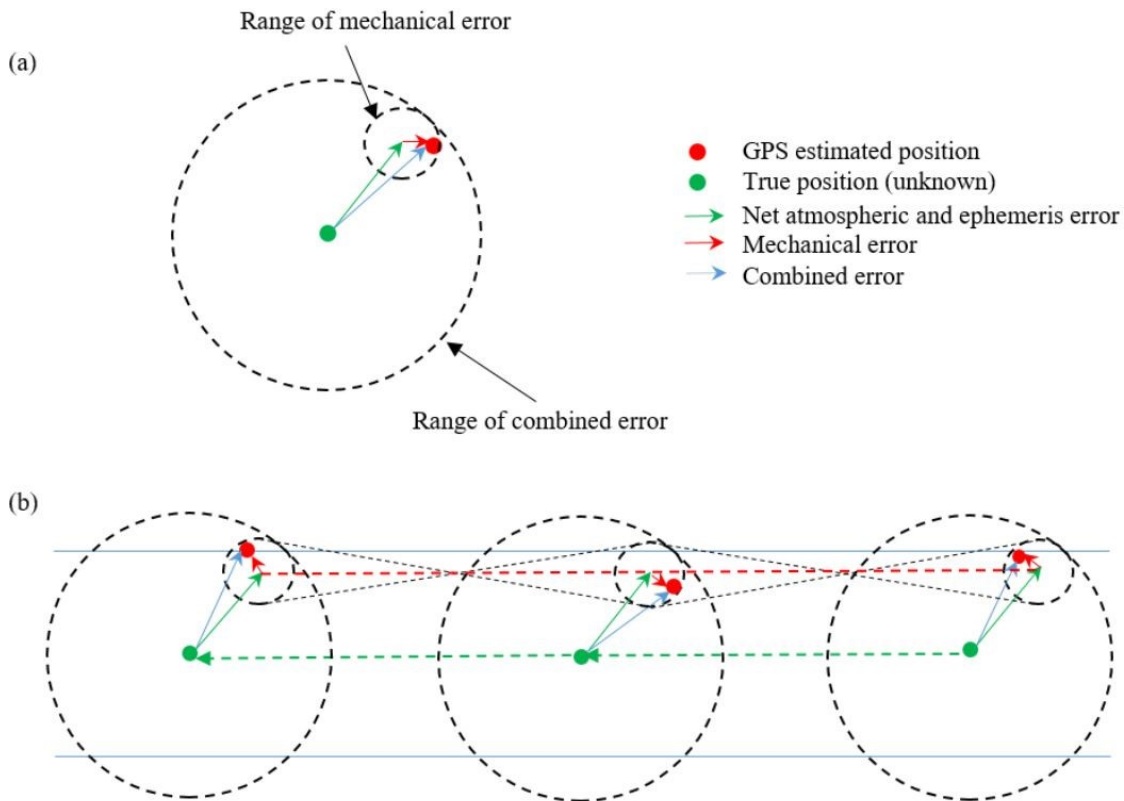 Range of mechanical error
(a)
GPS estimated position
True position (unknown)
Net atmospheric and ephemeris error
Mechanical error
Combined error
Range of combined error
(b)